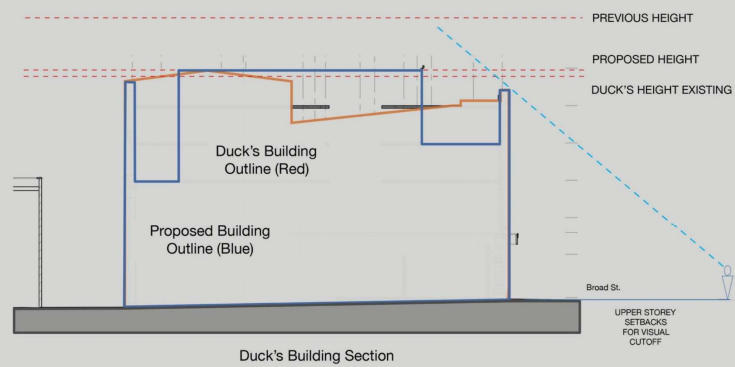 PREVIOUS HEIGHT
PROPOSED HEIGHT
DUCK'S HEIGHT EXISTING
Duck's Building
Outline (Red)
Proposed Building
Outline (Blue)
Broad St.
UPPER STOREY
SETBACKS
FOR VISUAL
CUTOFF
Duck's Building Section